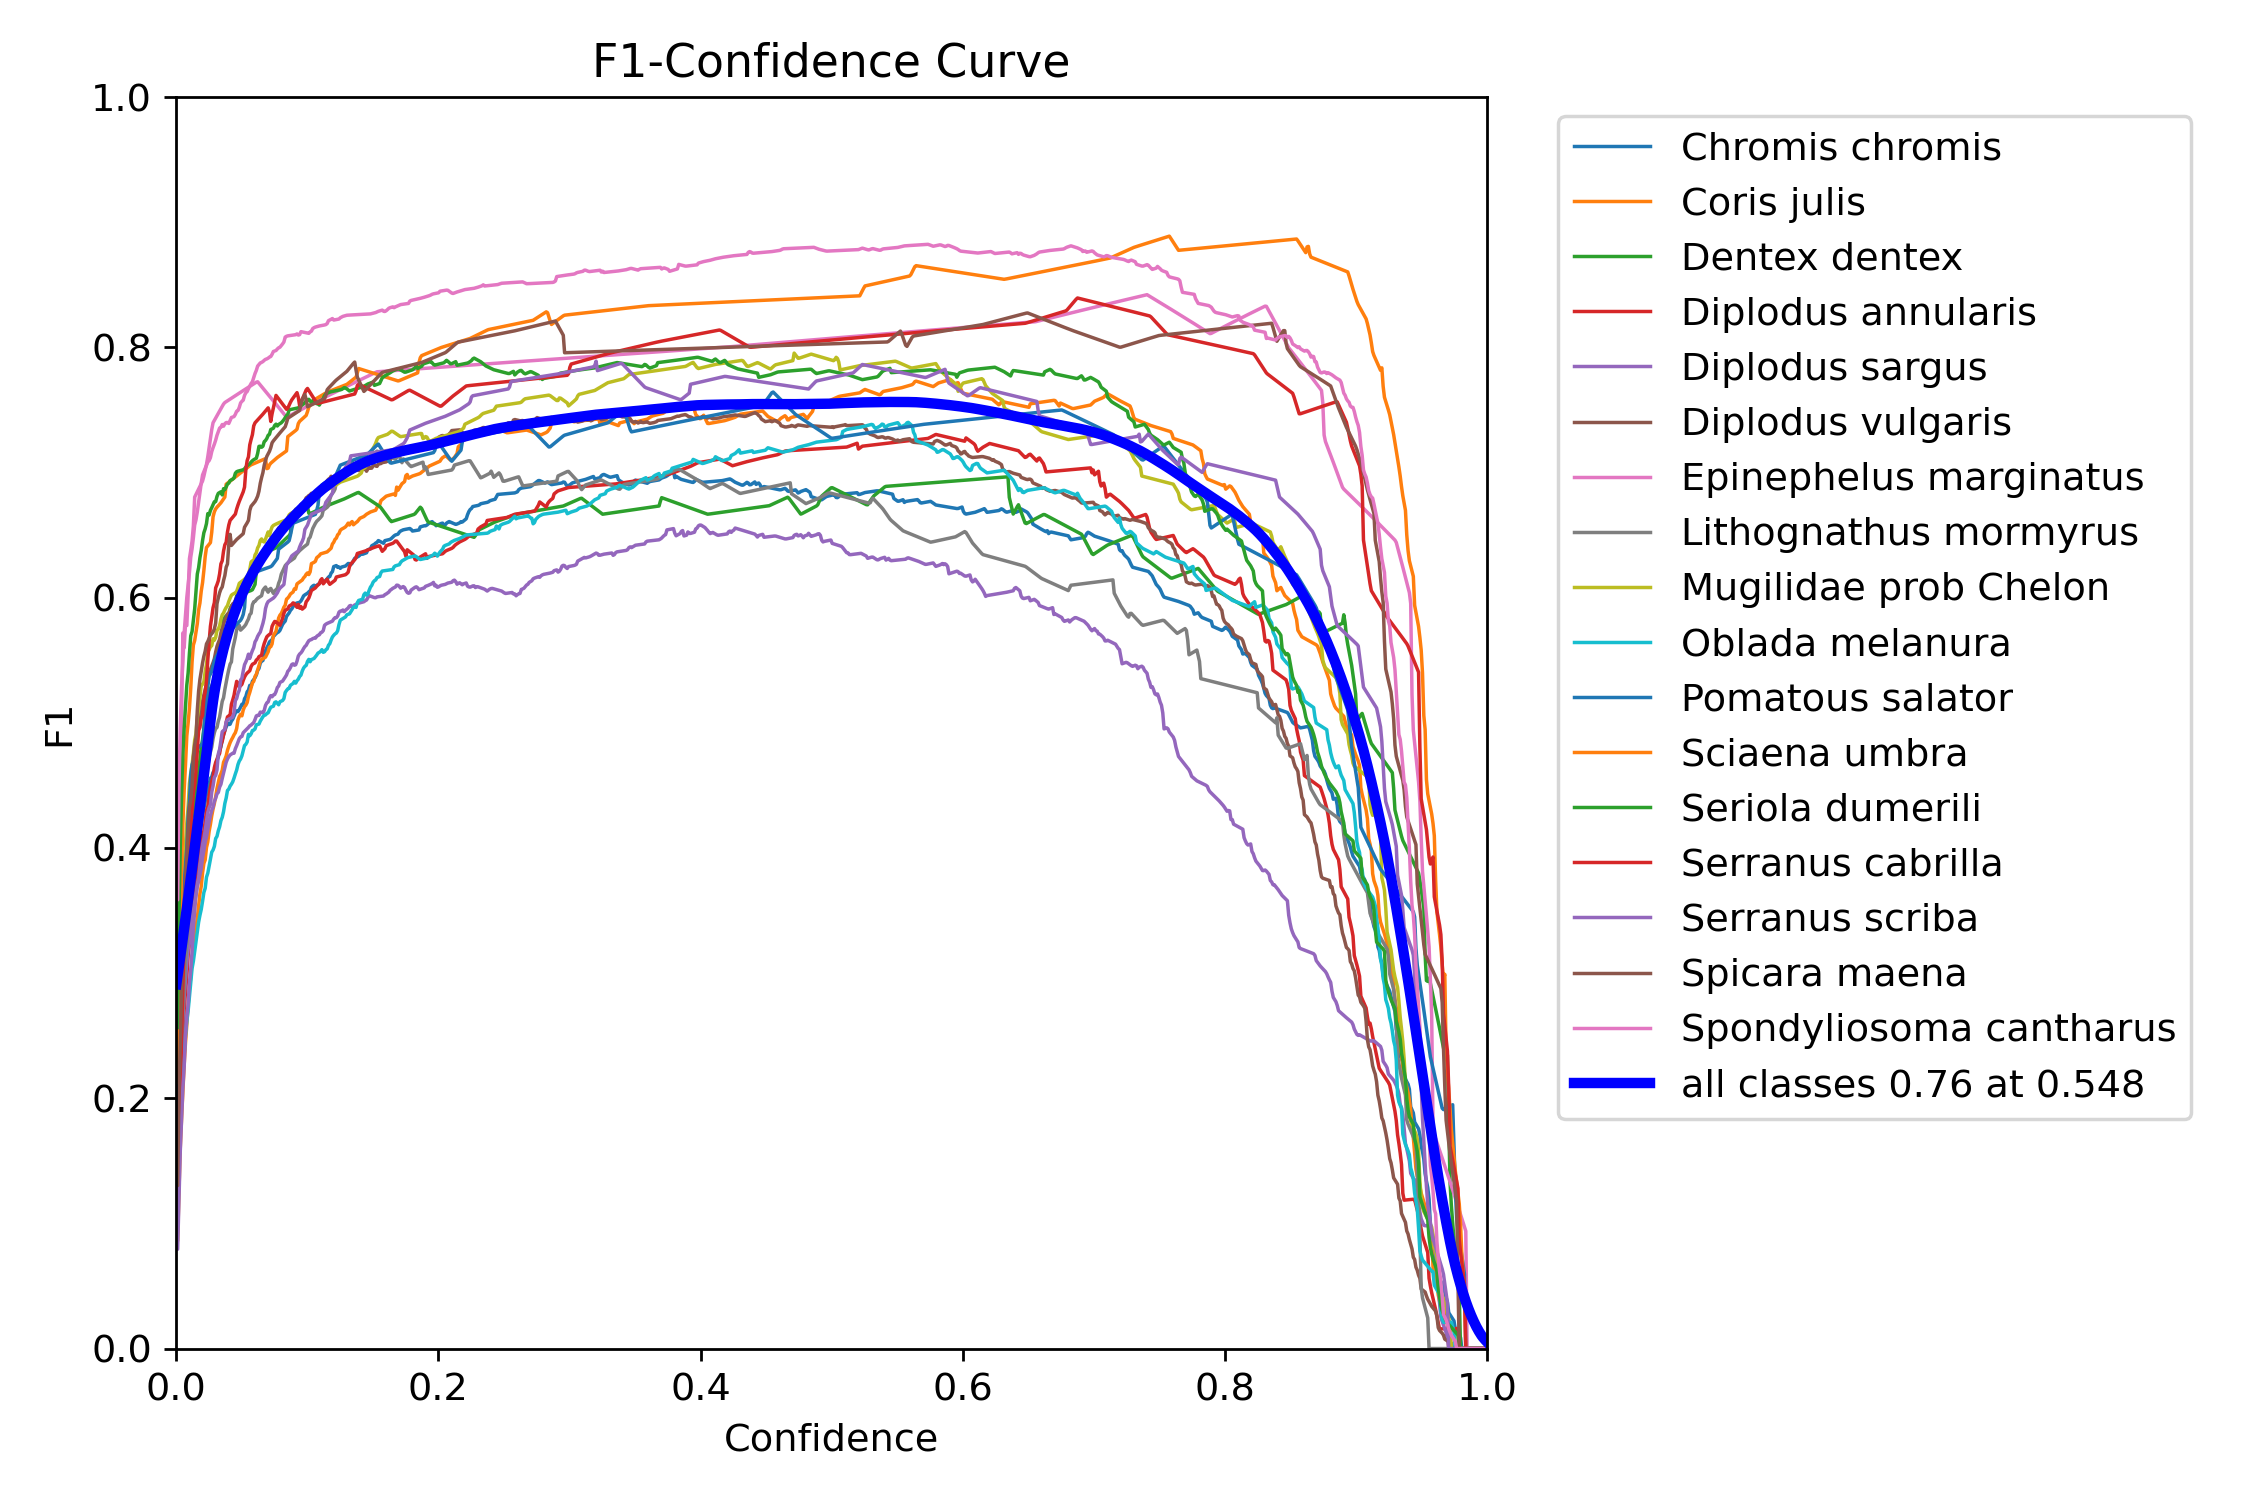 F1-Confidence Curve
1.0
0.8
0.6
0.4
0.2
0.0
F1
0.0 0.2 0.4 0.6 0.8 1.0
Confidence
Chromis chromis
Coris julis
Dentex dentex
Diplodus annularis
Diplodus sargus
Diplodus vulgaris
Epinephelus marginatus
Lithognathus mormyrus
Mugilidae prob Chelon
Oblada melanura
Pomatous salator
Sciaena umbra
Seriola dumerili
Serranus cabrilla
Serranus scriba
Spicara maena
Spondyliosoma cantharus
all classes 0.76 at 0.548